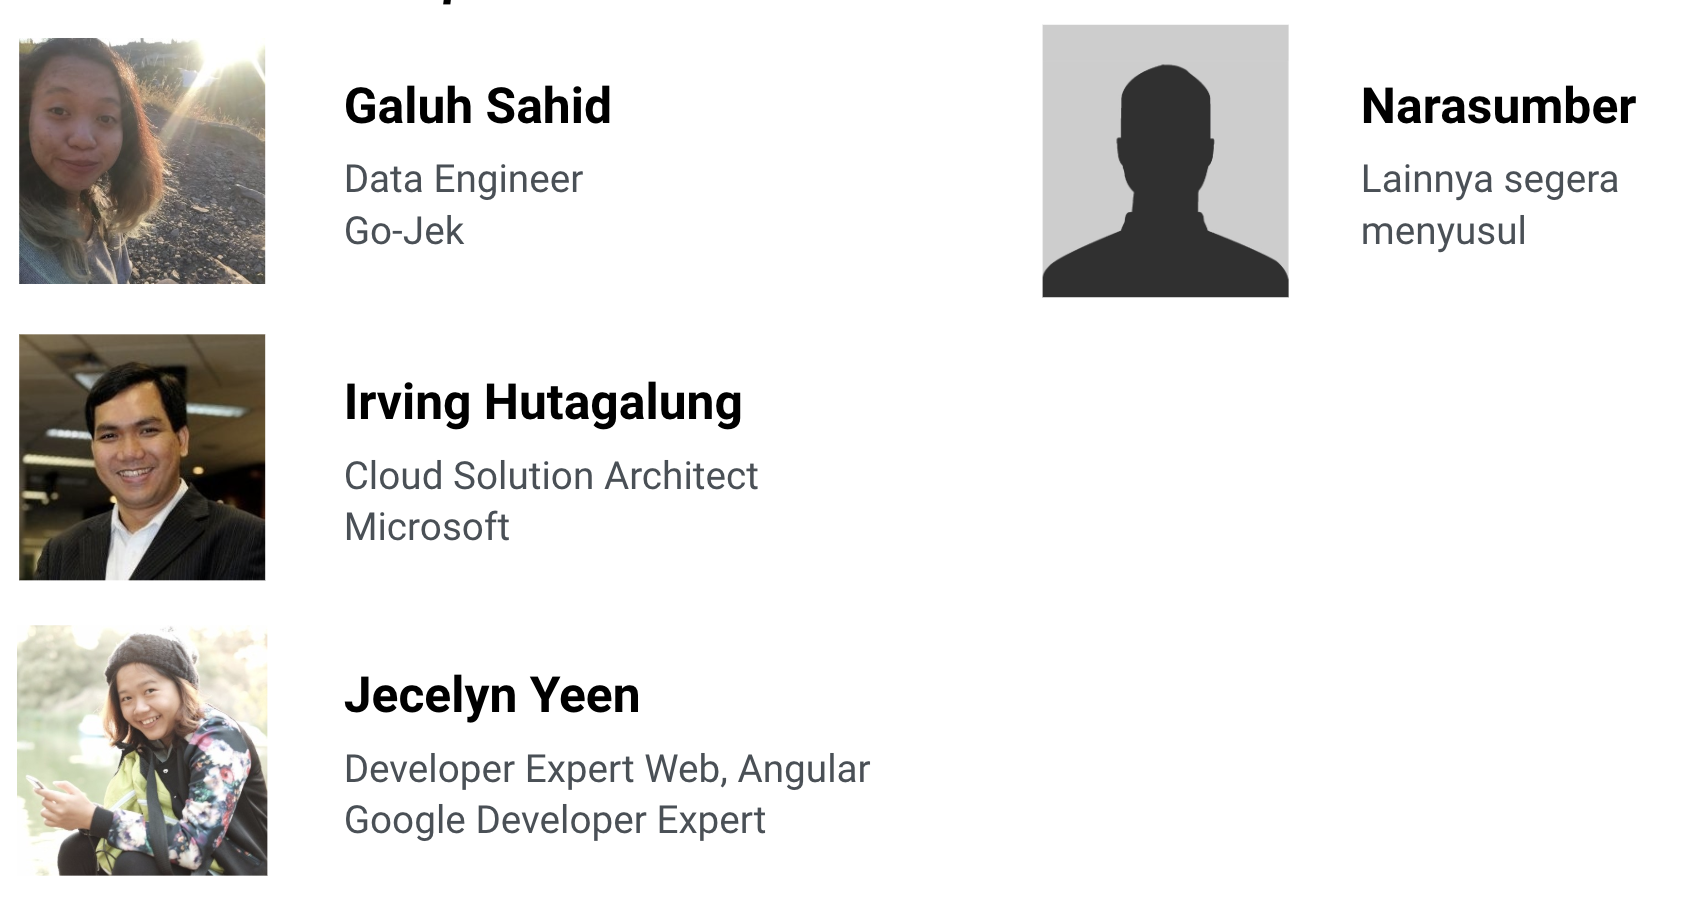 Galuh Sahid
Data Engineer
Go-Jek
Narasumber
Lainnya segera
menyusul
Irving Hutagalung
Cloud Solution Architect
Microsoft
Jecelyn Yeen
Developer Expert Web, Angular
Google Developer Expert